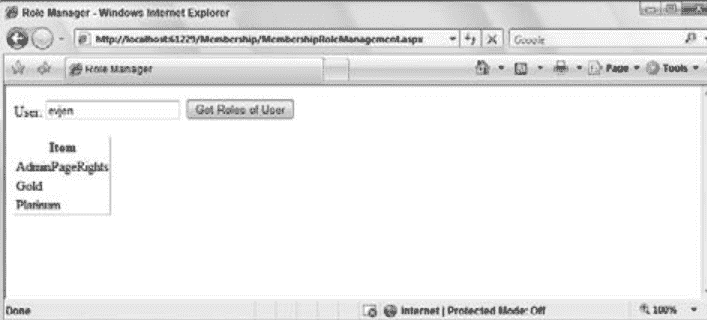 Role Manager - Windows Internet Explorer
http://localhost:61229/Membership/MembershipRoleManagement.aspx
Google
Role Manager
Page
Tools
User: evjen
Get Roles of User
Item
AdminPageRights
Gold
Platinum
Done
Internet | Protected Mode: Off
100%